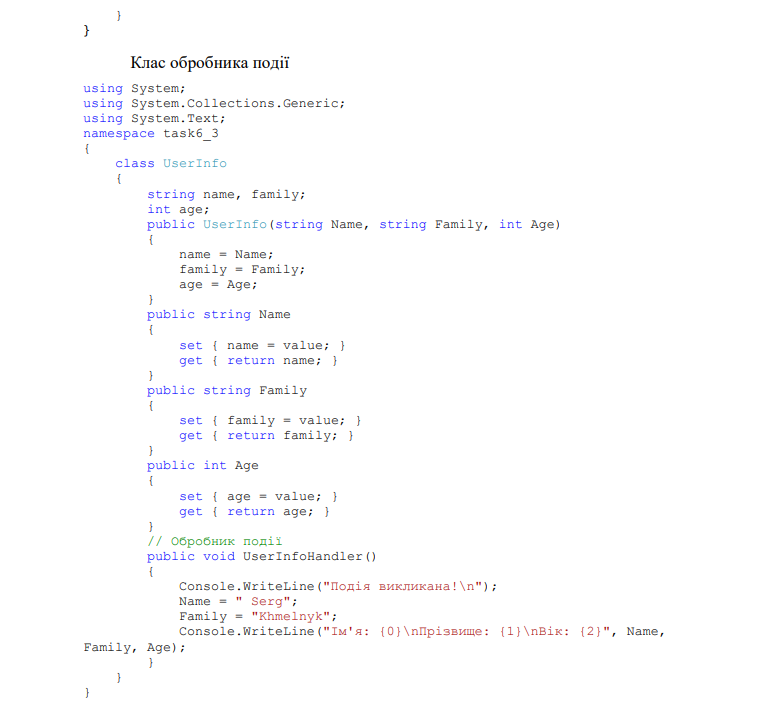 }
}
Клас обробника події
using System;
using System.Collections.Generic;
using System.Text;
namespace task6_3
{
    class UserInfo
    {
        string name, family;
        int age;
        public UserInfo(string Name, string Family, int Age)
        {
            name = Name;
            family = Family;
            age = Age;
        }
        public string Name
        {
            set { name = value; }
            get { return name; }
        }
        public string Family
        {
            set { family = value; }
            get { return family; }
        }
        public int Age
        {
            set { age = value; }
            get { return age; }
        }
        // Обробник події
        public void UserInfoHandler()
        {
            Console.WriteLine("Подія викликана!\n");
            Name = " Serg";
            Family = "Khmelnyk";
            Console.WriteLine("Ім'я: {0}\nПрізвище: {1}\nВік: {2}", Name,
Family, Age);
        }
    }
}